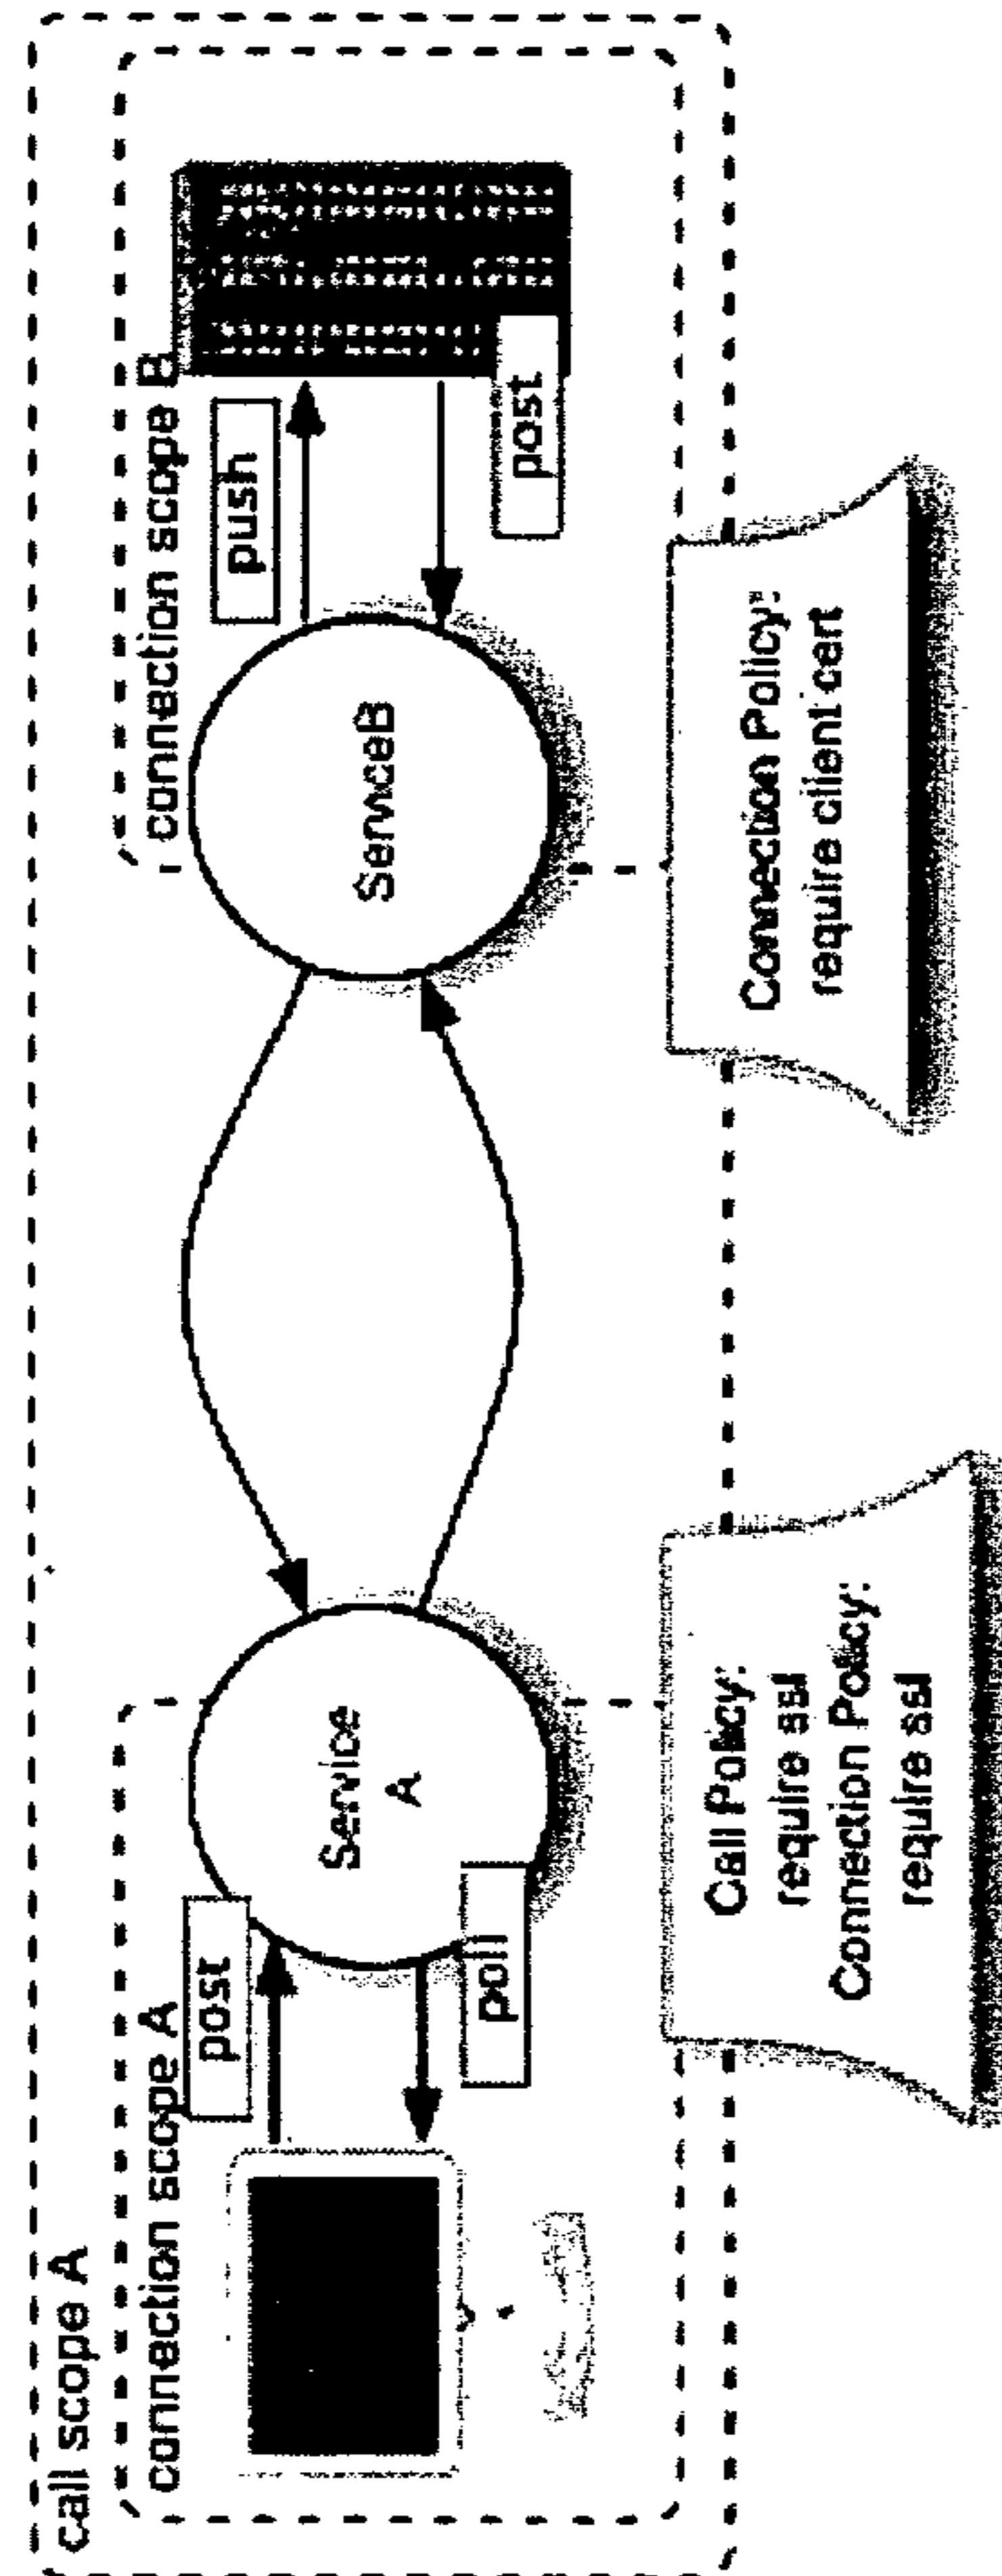 call scope A
connection scope A
post
poll
Service
A
connection scope B
ServiceB
push
post
Call Policy:
require ssl
Connection Policy:
require ssl
Connection Policy:
require client cert